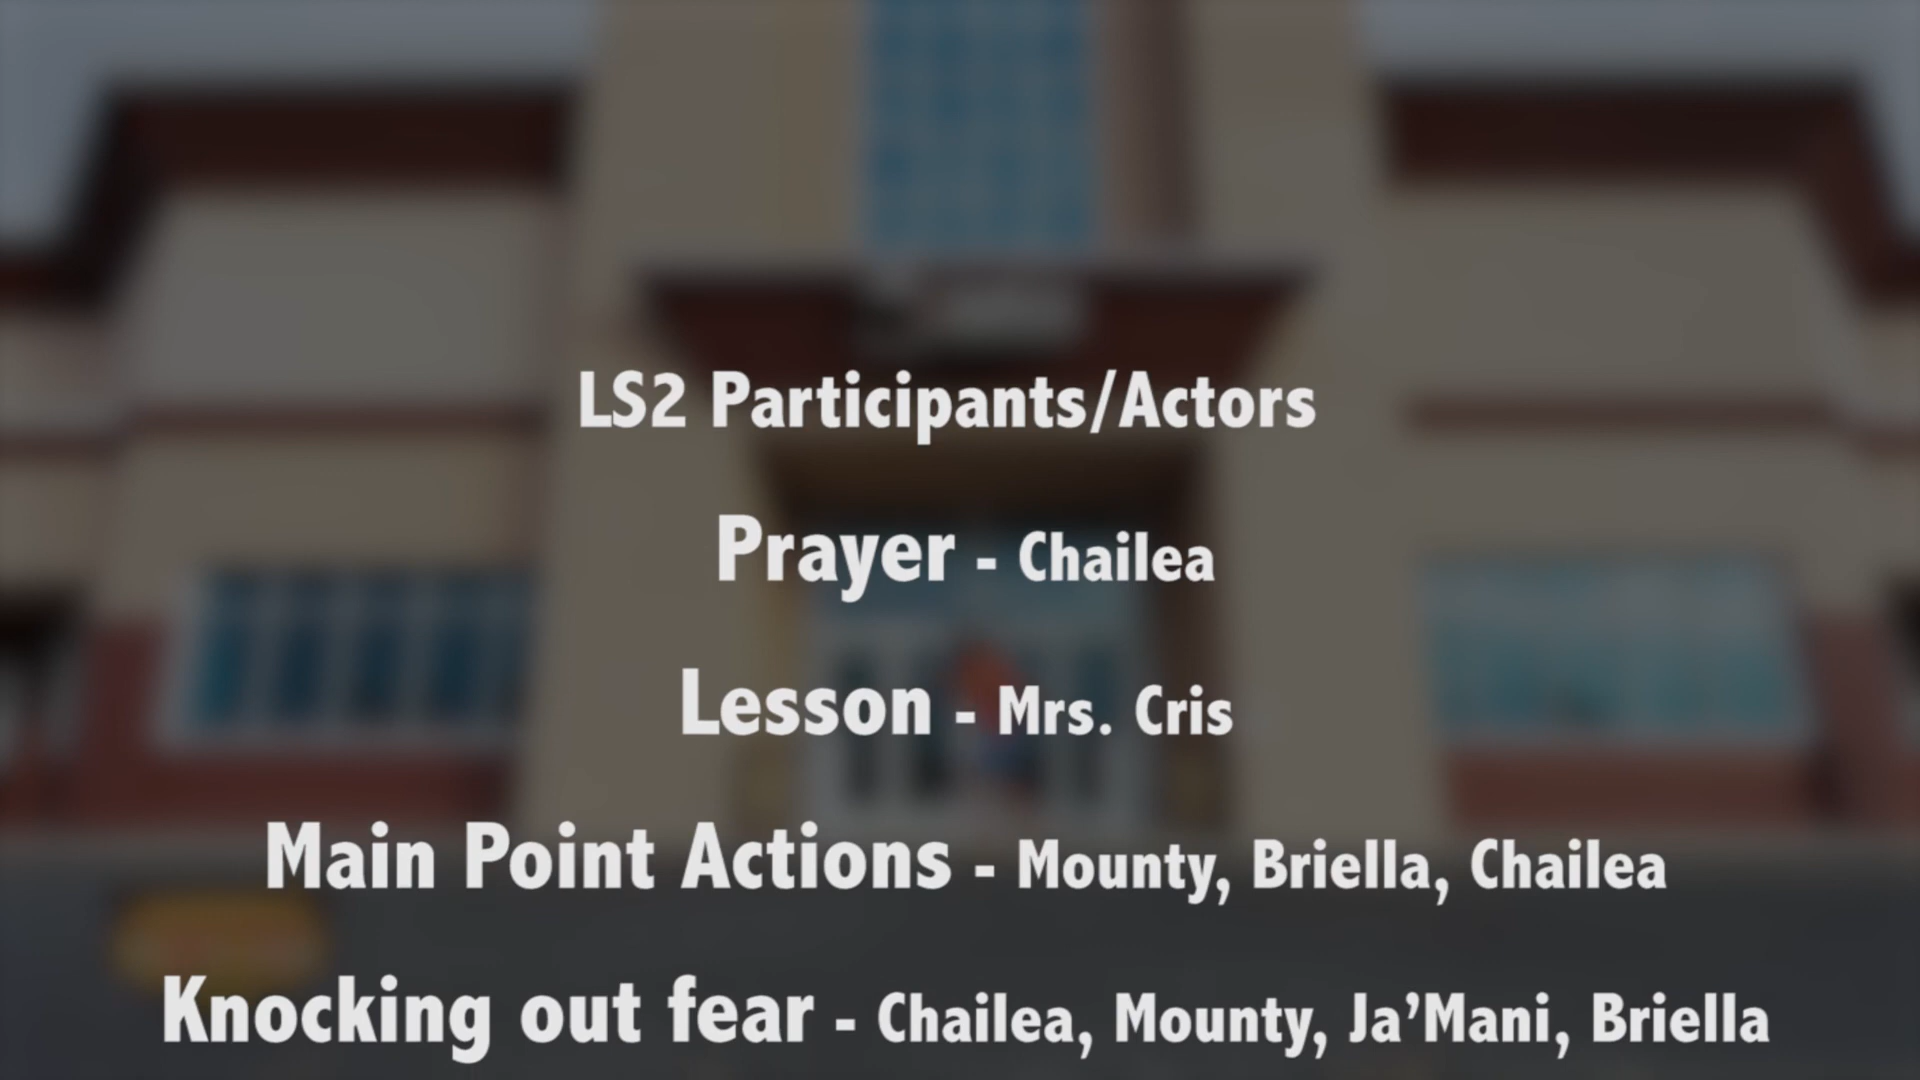 LS2 Participants/Actors
Prayer - Chailea
Lesson - Mrs. Cris
Main Point Actions - Mounty, Briella, Chailea
Knocking out fear - Chailea, Mounty, Ja’Mani, Briella